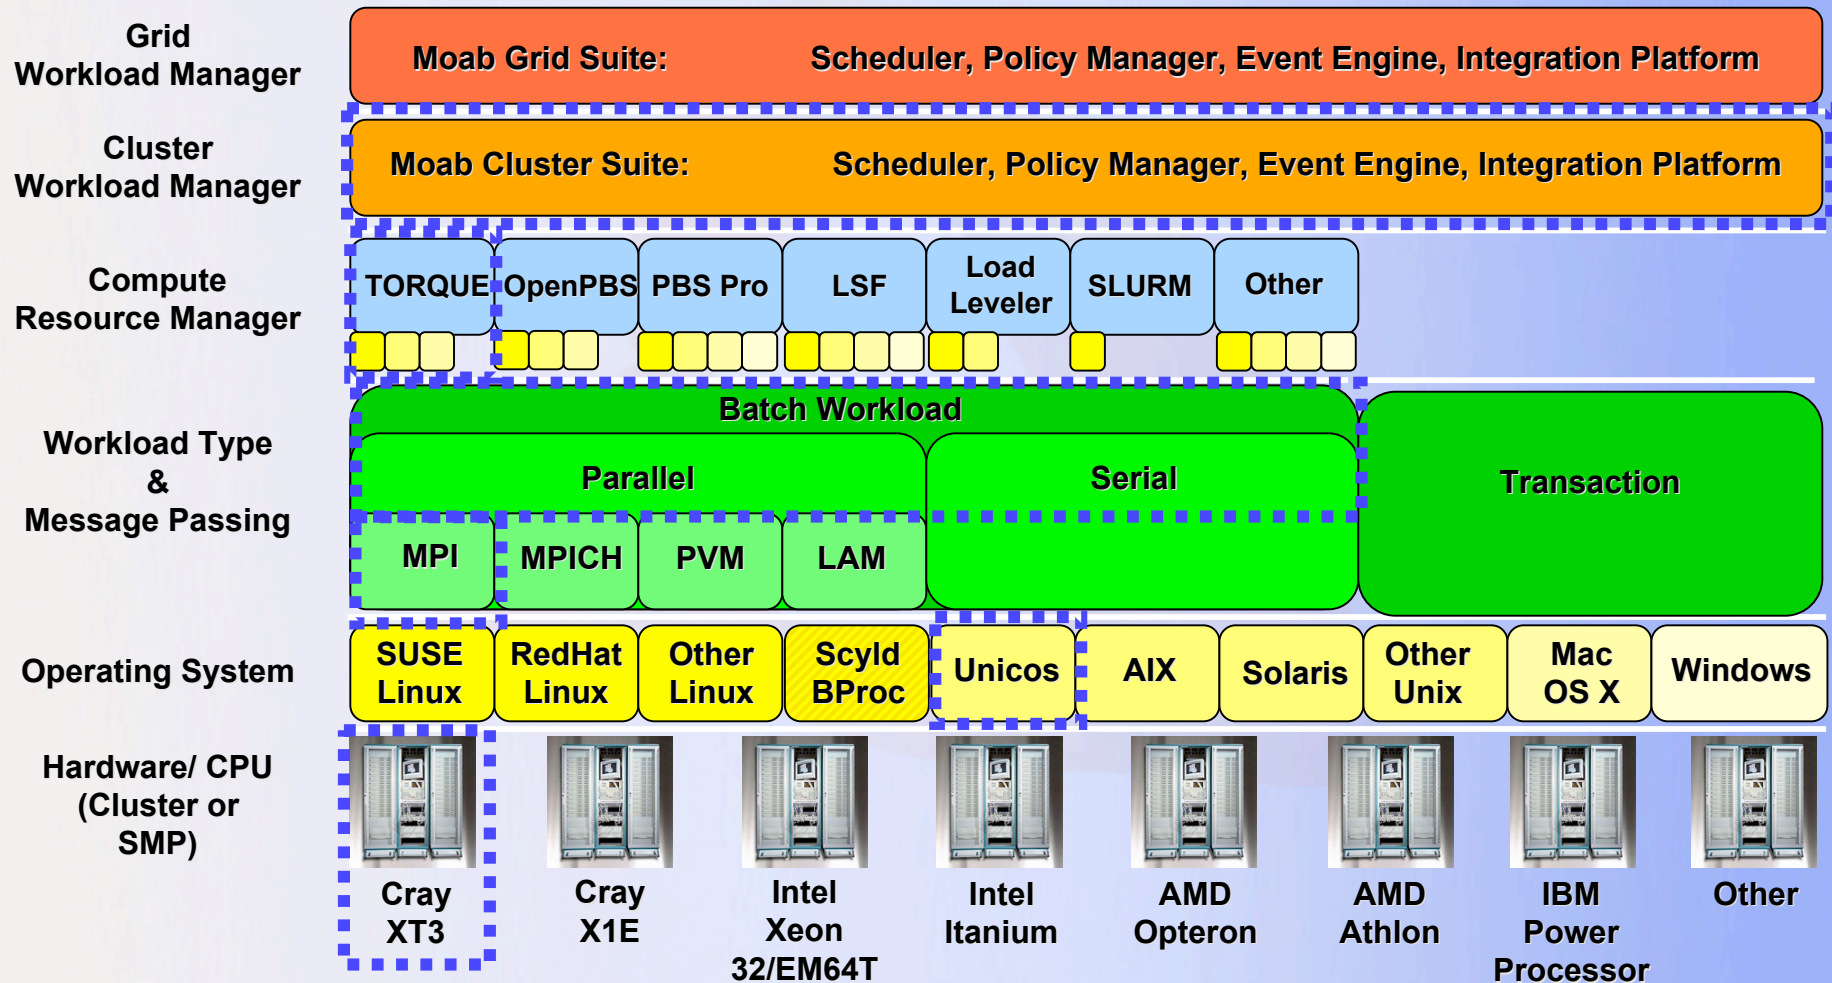 Grid
Workload Manager
Moab Grid Suite: Scheduler, Policy Manager, Event Engine, Integration Platform
Cluster
Workload Manager
Moab Cluster Suite: Scheduler, Policy Manager, Event Engine, Integration Platform
Compute
Resource Manager
TORQUE
OpenPBS
PBS Pro
LSF
Load
Leveler
SLURM
Other
Workload Type
&
Message Passing
Batch Workload
Parallel
Serial
Transaction
MPI
MPICH
PVM
LAM
Operating System
SUSE
Linux
RedHat
Linux
Other
Linux
Scyld
BProc
Unicos
AIX
Solaris
Other
Unix
Mac
OS X
Windows
Hardware/ CPU
(Cluster or
SMP)
Cray
XT3
Cray
X1E
Intel
Xeon
32/EM64T
Intel
Itanium
AMD
Opteron
AMD
Athlon
IBM
Power
Processor
Other